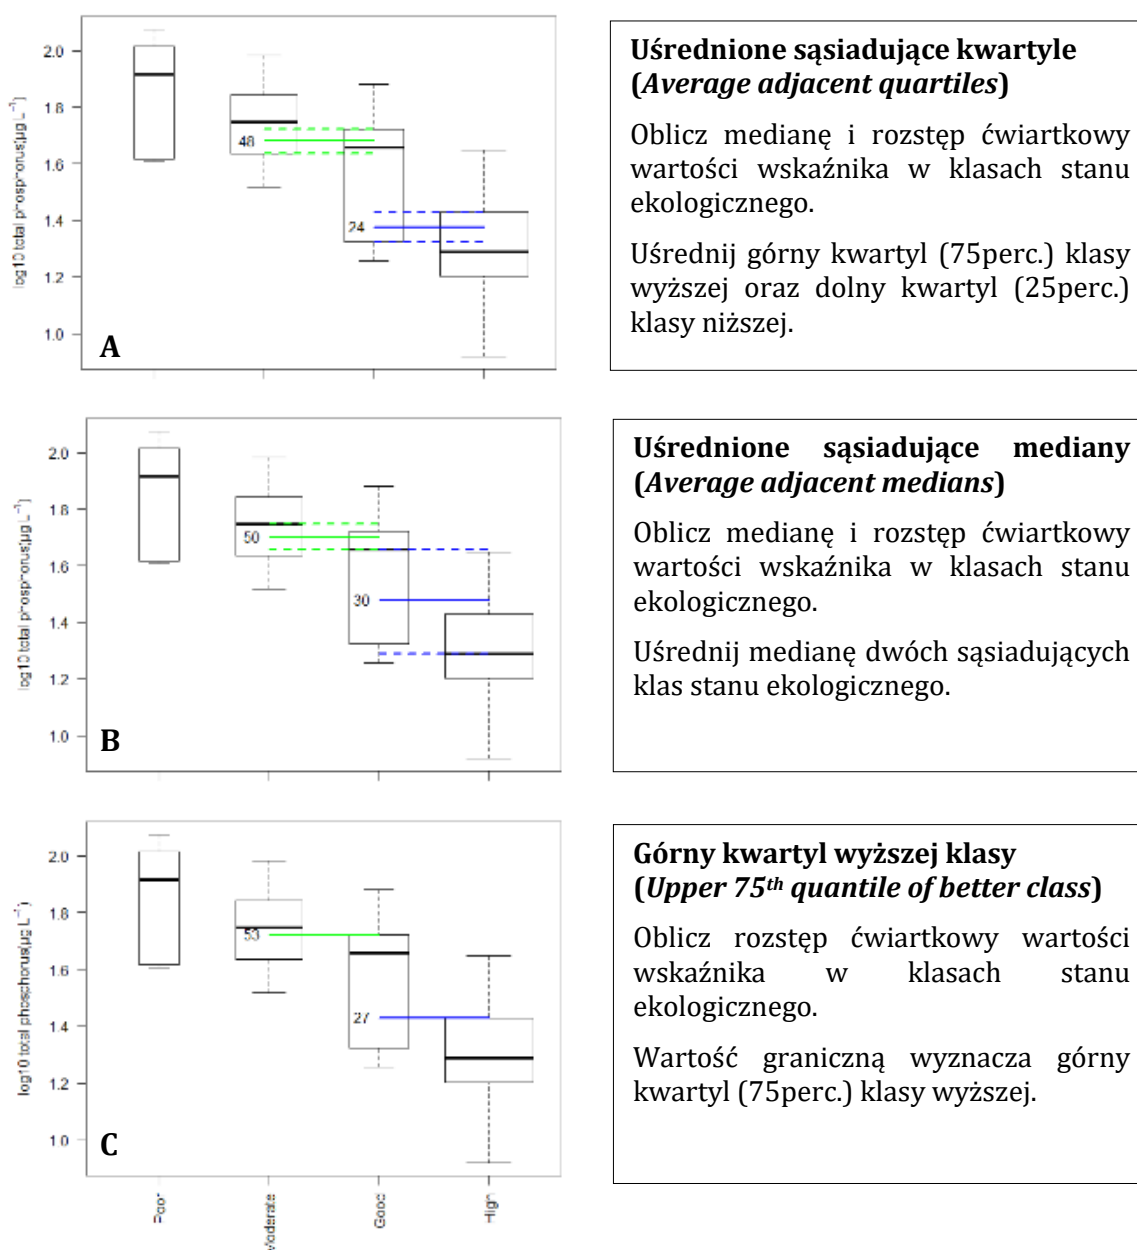 2.0
1.8
1.6
1.4
1.2
1.0
log10 total phosphorus(µg L⁻¹)
48
24
A
Uśrednione sąsiadujące kwartyle
(Average adjacent quartiles)
Oblicz medianę i rozstęp ćwiartkowy
wartości wskaźnika w klasach stanu
ekologicznego.
Uśrednij górny kwartyl (75perc.) klasy
wyższej oraz dolny kwartyl (25perc.)
klasy niższej.
2.0
1.8
1.6
1.4
1.2
1.0
log10 total phosphorus(µg L⁻¹)
50
30
B
Uśrednione sąsiadujące mediany
(Average adjacent medians)
Oblicz medianę i rozstęp ćwiartkowy
wartości wskaźnika w klasach stanu
ekologicznego.
Uśrednij medianę dwóch sąsiadujących
klas stanu ekologicznego.
2.0
1.8
1.6
1.4
1.2
1.0
log10 total phosphorus(µg L⁻¹)
53
27
C
Poor
Moderate
Good
High
Górny kwartyl wyższej klasy
(Upper 75th quantile of better class)
Oblicz rozstęp ćwiartkowy wartości
wskaźnika w klasach stanu
ekologicznego.
Wartość graniczną wyznacza górny
kwartyl (75perc.) klasy wyższej.